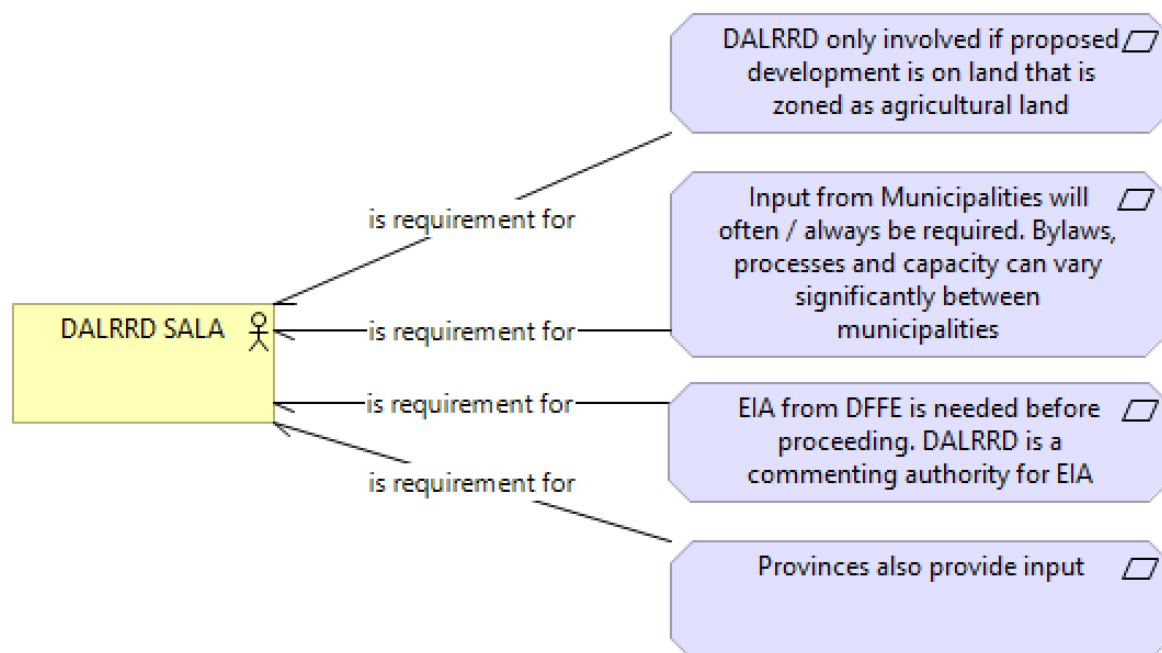 DALRRD only involved if proposed
development is on land that is
zoned as agricultural land
is requirement for
Input from Municipalities will
often / always be required. Bylaws,
processes and capacity can vary
significantly between
municipalities
DALRRD SALA
is requirement for
is requirement for
EIA from DFFE is needed before
proceeding. DALRRD is a
commenting authority for EIA
is requirement for
Provinces also provide input